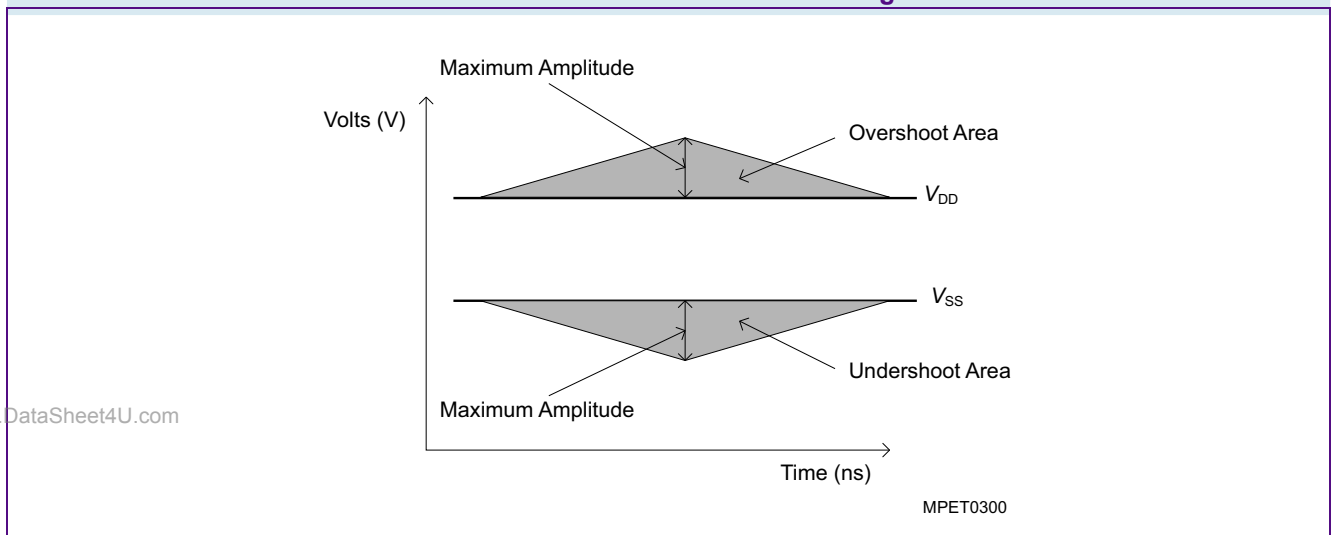 Maximum Amplitude
Volts (V)
Overshoot Area
VDD
VSS
Undershoot Area
Maximum Amplitude
DataSheet4U.com
Time (ns)
MPET0300